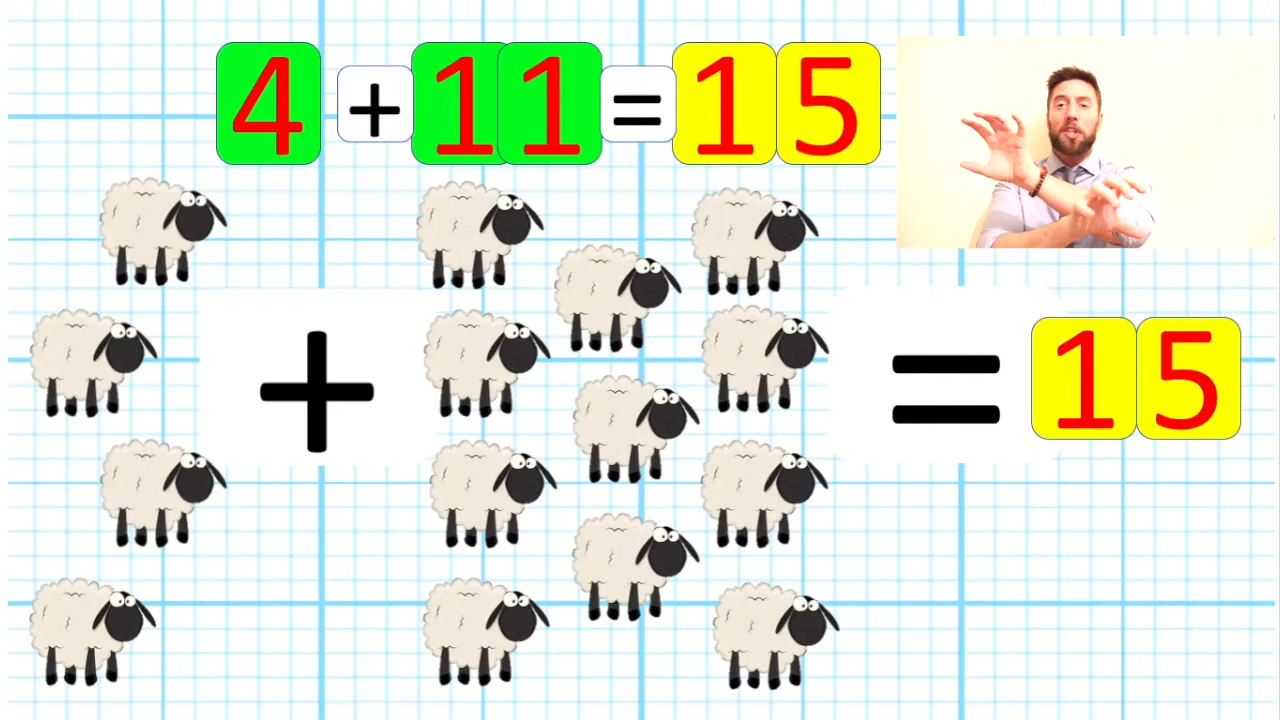 4 + 11 = 15
+ = 15